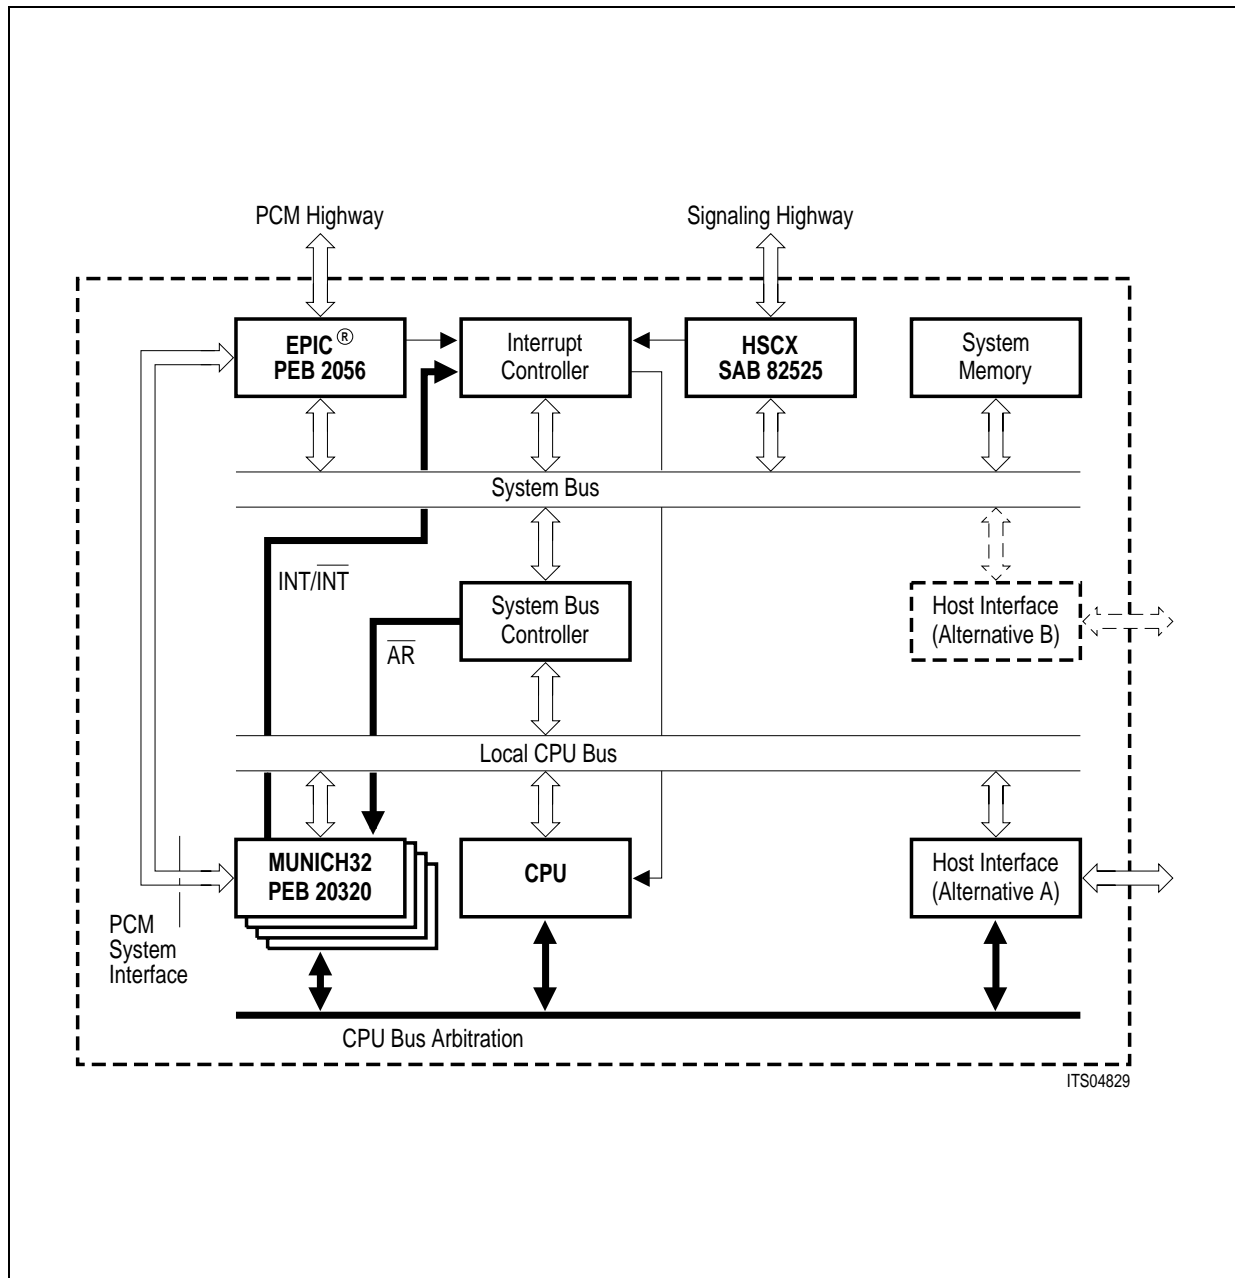 PCM Highway
Signaling Highway
EPIC ®
PEB 2056
Interrupt
Controller
HSCX
SAB 82525
System
Memory
System Bus
INT/I̅N̅T̅
System Bus
Controller
A̅R̅
Host Interface
(Alternative B)
Local CPU Bus
MUNICH32
PEB 20320
CPU
Host Interface
(Alternative A)
PCM
System
Interface
CPU Bus Arbitration
ITS04829